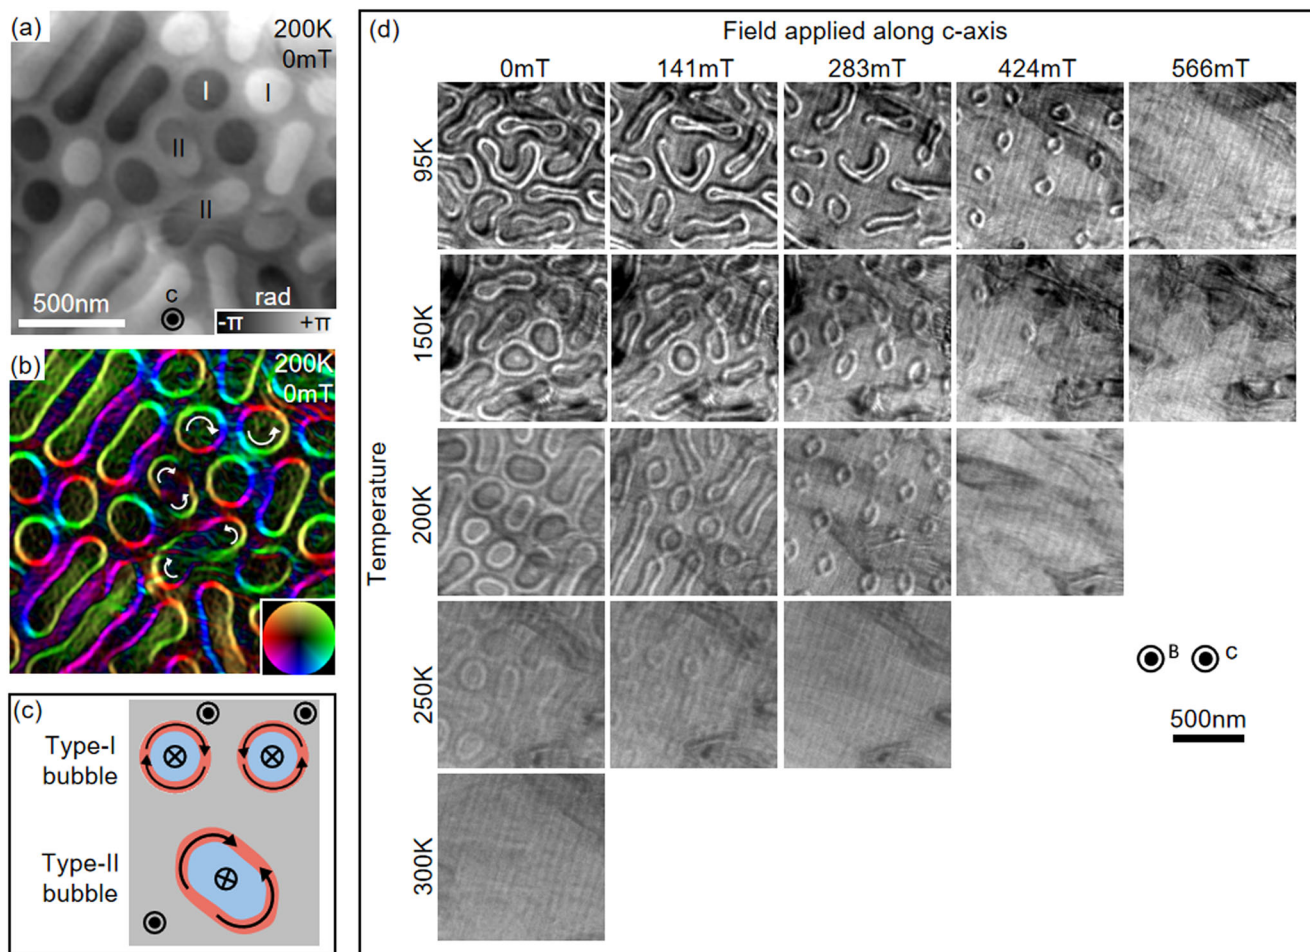 (a)
200K
0mT
I
I
II
II
500nm
c
rad
-π
+π
(b)
200K
0mT
(c)
Type-I
bubble
Type-II
bubble
(d)
Field applied along c-axis
0mT
141mT
283mT
424mT
566mT
Temperature
95K
150K
200K
250K
300K
B
C
500nm